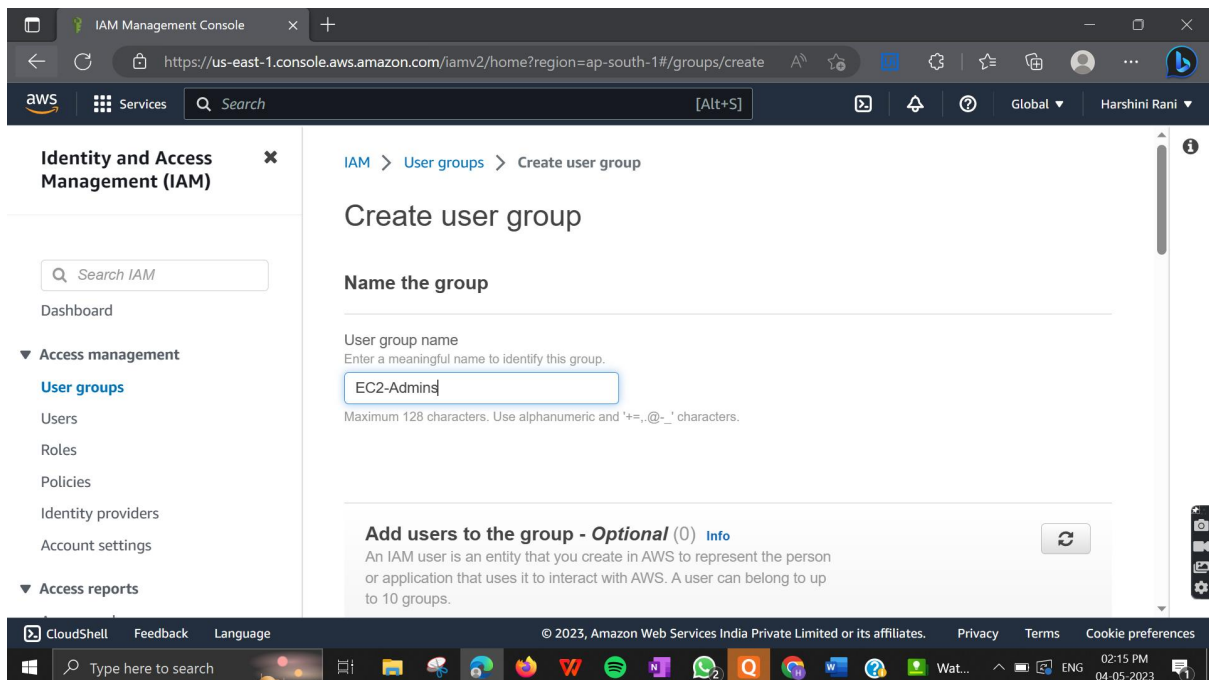 IAM Management Console
https://us-east-1.console.aws.amazon.com/iamv2/home?region=ap-south-1#/groups/create
aws Services Search [Alt+S] Global Harshini Rani
Identity and Access
Management (IAM)
Search IAM
Dashboard
Access management
User groups
Users
Roles
Policies
Identity providers
Account settings
Access reports
IAM > User groups > Create user group
Create user group
Name the group
User group name
Enter a meaningful name to identify this group.
EC2-Admins
Maximum 128 characters. Use alphanumeric and '+=,.@-_' characters.
Add users to the group - Optional (0) Info
An IAM user is an entity that you create in AWS to represent the person
or application that uses it to interact with AWS. A user can belong to up
to 10 groups.
CloudShell Feedback Language © 2023, Amazon Web Services India Private Limited or its affiliates. Privacy Terms Cookie preferences
Type here to search Wat... ENG 02:15 PM
04-05-2023